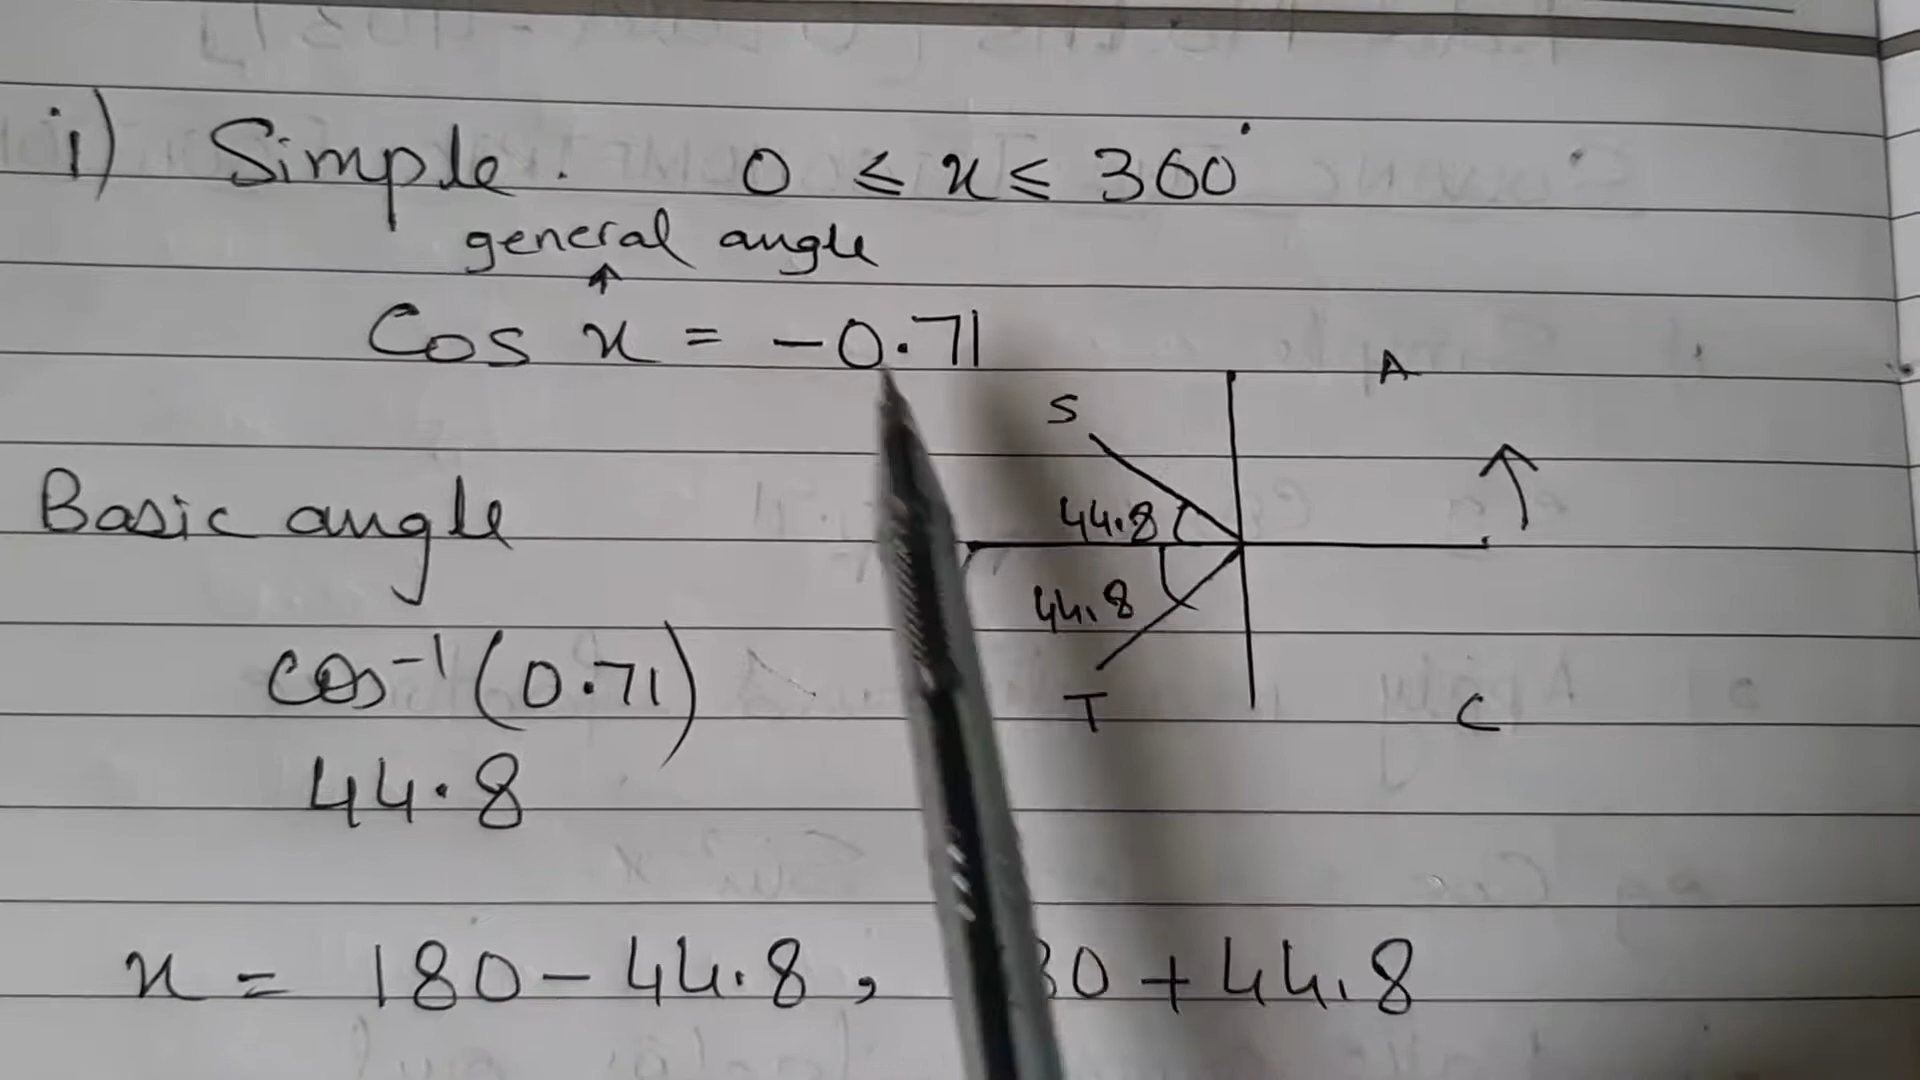 i) Simple. 0 ≤ x ≤ 360°
general angle
Cos x = -0.71
A
S
Basic angle
44.8
44.8
cos⁻¹(0.71)
T
C
44.8
x = 180 - 44.8, 80 + 44.8